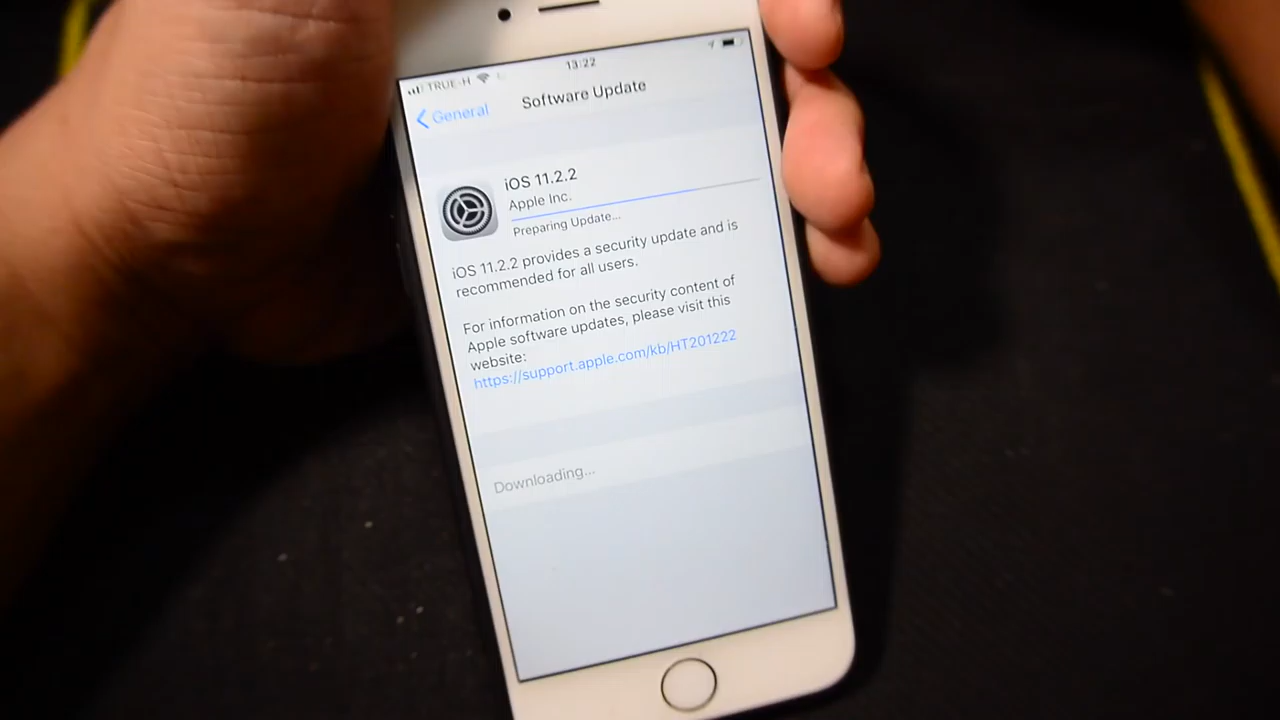 TRUE-H
13:22
General
Software Update
iOS 11.2.2
Apple Inc.
Preparing Update...
iOS 11.2.2 provides a security update and is
recommended for all users.
For information on the security content of
Apple software updates, please visit this
website:
https://support.apple.com/kb/HT201222
Downloading...